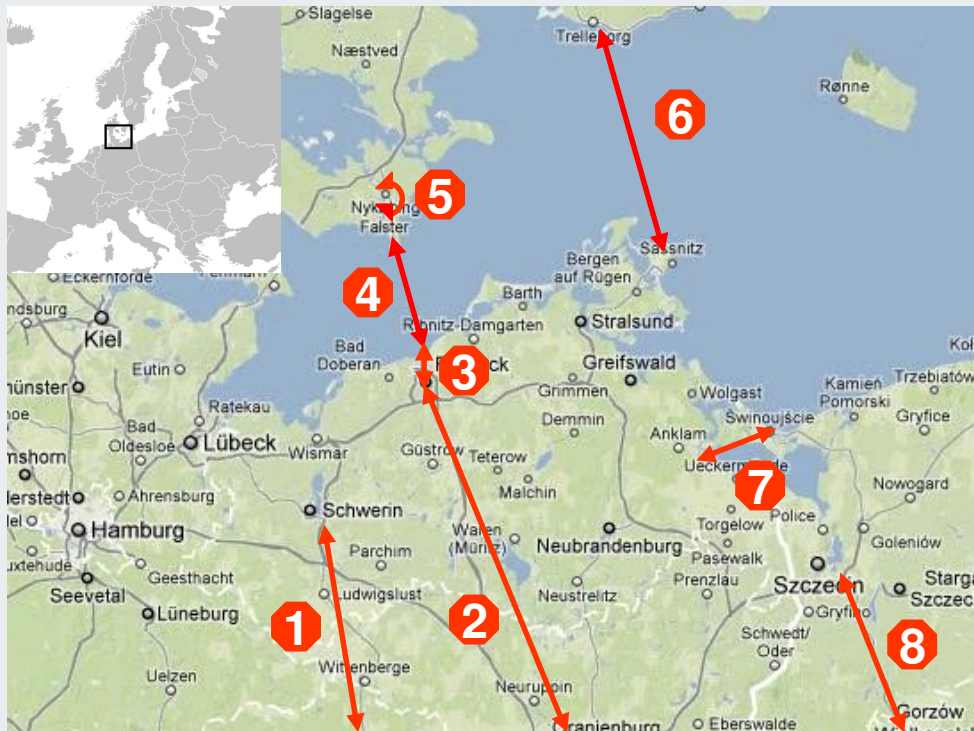 Slagelse
Trelleborg
Næstved
Rønne
6
5
Falster
Sassnitz
Bergen
auf Rügen
Eckernförde
4
Barth
Kiel
Ribnitz-Damgarten
Stralsund
Bad
Doberan
Greifswald
Eutin
3
Grimmen
Wolgast
Kamień
Pomorski
Trzebiatów
Ratekau
Świnoujście
Gryfice
Bad
Oldesloe
Lübeck
Wismar
Demmin
Anklam
Güstrow
Teterow
Malchin
7
Nowogard
Ahrensburg
Schwerin
Torgelow
Police
Hamburg
Waren
(Müritz)
Neubrandenburg
Goleniów
Parchim
Pasewalk
Geesthacht
Szczecin
Seevetal
Ludwigslust
Neustrelitz
Prenzlau
Lüneburg
Gryfino
1
2
Schwedt/
Oder
8
Wittenberge
Uelzen
Neuruppin
Gorzów
Oranienburg
Eberswalde